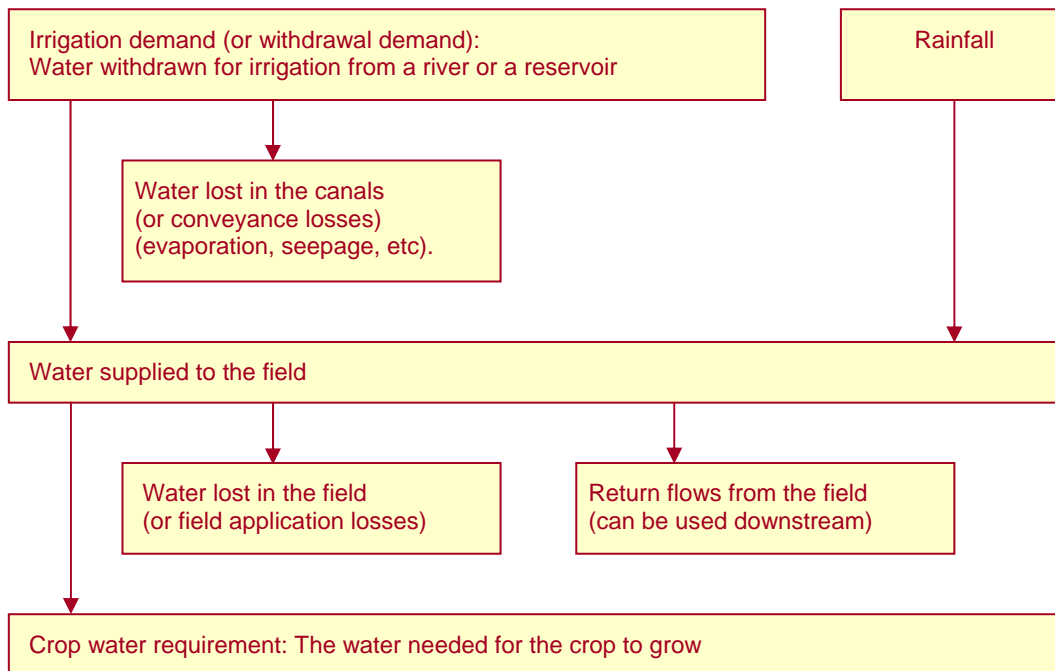 Irrigation demand (or withdrawal demand):
Water withdrawn for irrigation from a river or a reservoir
Rainfall
Water lost in the canals
(or conveyance losses)
(evaporation, seepage, etc).
Water supplied to the field
Water lost in the field
(or field application losses)
Return flows from the field
(can be used downstream)
Crop water requirement: The water needed for the crop to grow